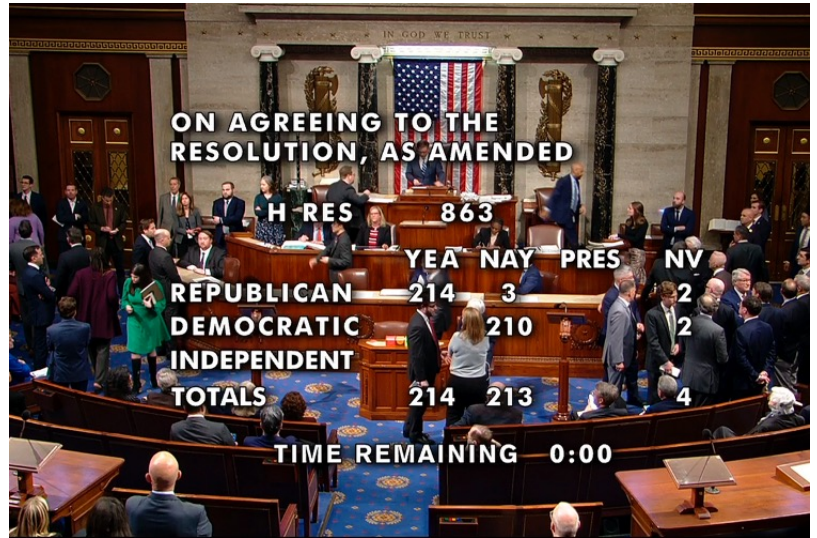 IN GOD WE TRUST
ON AGREEING TO THE
RESOLUTION, AS AMENDED
H RES 863
YEA NAY PRES NV
REPUBLICAN 214 3 2
DEMOCRATIC 210 2
INDEPENDENT
TOTALS 214 213 4
TIME REMAINING 0:00